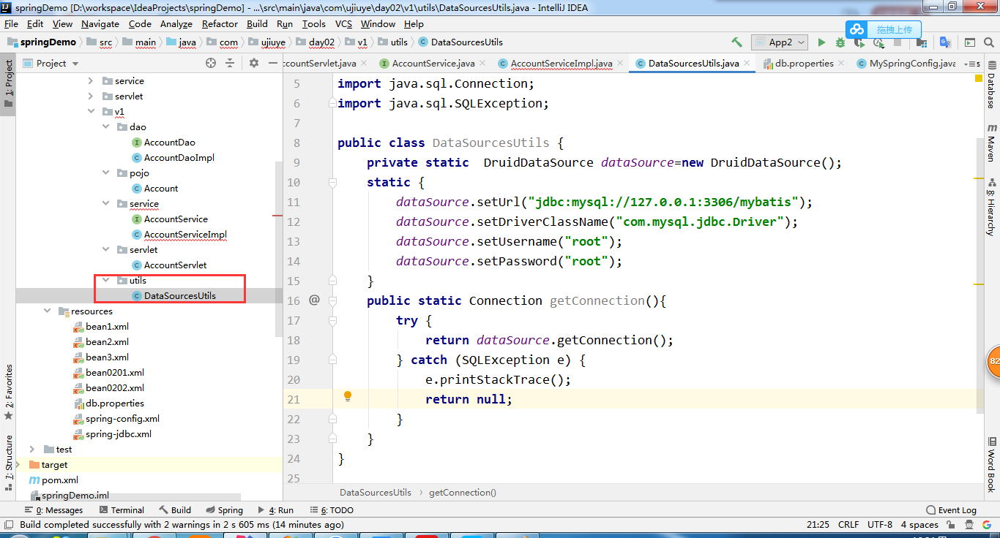 springDemo [D:\workspace\IdeaProjects\springDemo] - ...\src\main\java\com\ujiuye\day02\v1\utils\DataSourcesUtils.java - IntelliJ IDEA
File Edit View Navigate Code Analyze Refactor Build Run Tools VCS Window Help
拖拽上传
springDemo src main java com ujiuye day02 v1 utils DataSourcesUtils
App2
Project
ccountServlet.java AccountService.java AccountServiceImpl.java DataSourcesUtils.java db.properties MySpringConfig.java 5
1: Project
2: Favorites
7: Structure
service
servlet
v1
dao
AccountDao
AccountDaoImpl
pojo
Account
service
AccountService
AccountServiceImpl
servlet
AccountServlet
utils
DataSourcesUtils
resources
bean1.xml
bean2.xml
bean3.xml
bean0201.xml
bean0202.xml
db.properties
spring-config.xml
spring-jdbc.xml
test
target
pom.xml
springDemo.iml
5 import java.sql.Connection;
6 import java.sql.SQLException;
7
8 public class DataSourcesUtils {
9 private static  DruidDataSource dataSource=new DruidDataSource();
10 static {
11 dataSource.setUrl("jdbc:mysql://127.0.0.1:3306/mybatis");
12 dataSource.setDriverClassName("com.mysql.jdbc.Driver");
13 dataSource.setUsername("root");
14 dataSource.setPassword("root");
15 }
16 @ public static Connection getConnection(){
17 try {
18 return dataSource.getConnection();
19 } catch (SQLException e) {
20 e.printStackTrace();
21 return null;
22 }
23 }
24 }
25
DataSourcesUtils getConnection()
Database
Maven
Hierarchy
82
Word Book
0: Messages Terminal Build Spring 4: Run 6: TODO Event Log
Build completed successfully with 2 warnings in 2 s 605 ms (14 minutes ago) 21:25 CRLF UTF-8 4 spaces